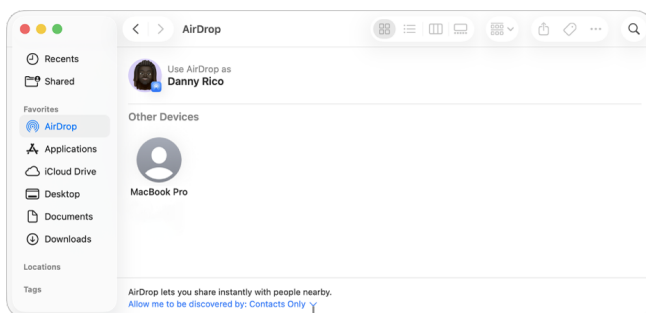 AirDrop
Recents
Shared
Favorites
AirDrop
Applications
iCloud Drive
Desktop
Documents
Downloads
Locations
Tags
Use AirDrop as
Danny Rico
Other Devices
MacBook Pro
AirDrop lets you share instantly with people nearby.
Allow me to be discovered by: Contacts Only